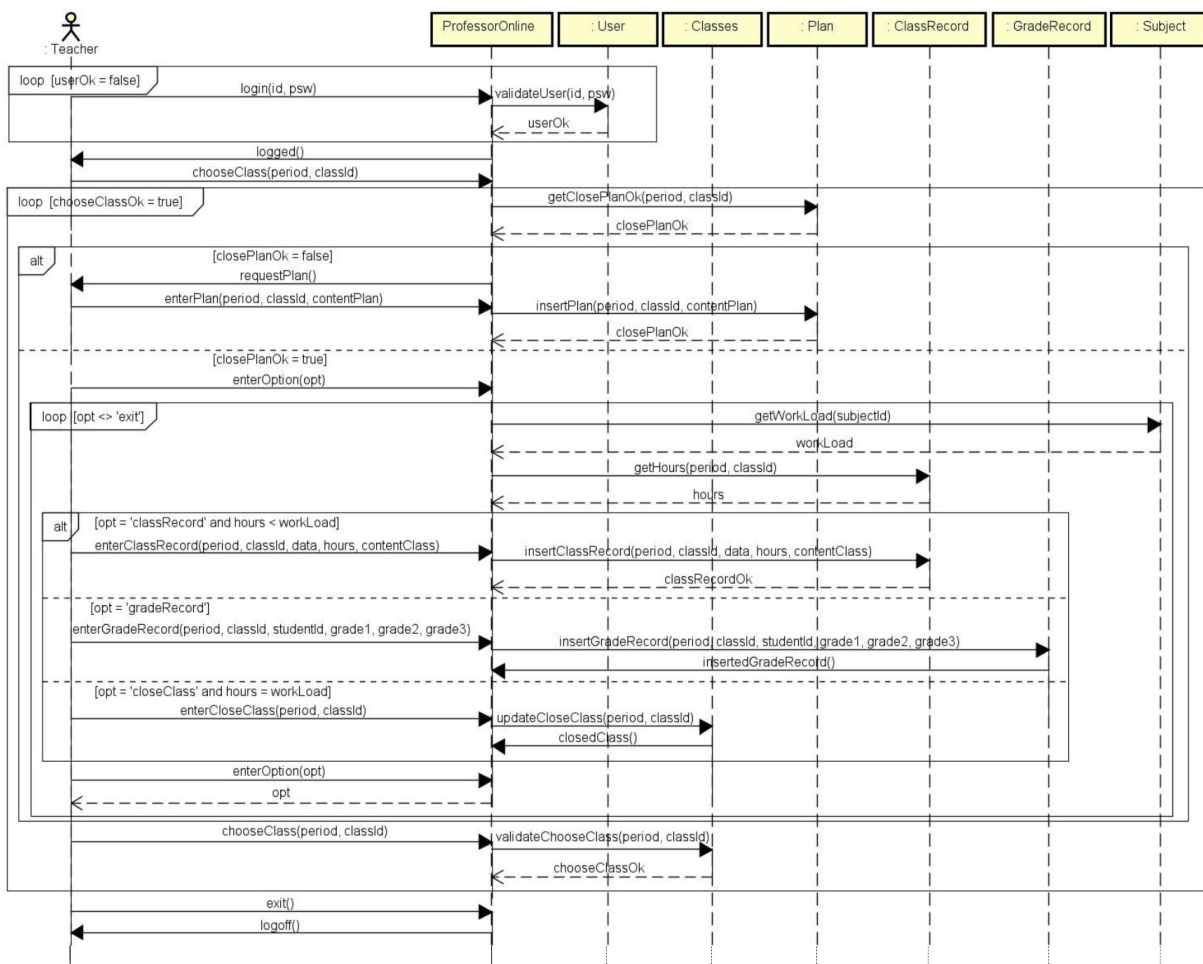 : Teacher
ProfessorOnline
: User
: Classes
: Plan
: ClassRecord
: GradeRecord
: Subject
loop [userOk = false]
login(id, psw)
validateUser(id, psw)
userOk
logged()
chooseClass(period, classId)
loop [chooseClassOk = true]
getClosePlanOk(period, classId)
closePlanOk
alt
[closePlanOk = false]
requestPlan()
enterPlan(period, classId, contentPlan)
insertPlan(period, classId, contentPlan)
closePlanOk
[closePlanOk = true]
enterOption(opt)
loop [opt <> 'exit']
getWorkLoad(subjectId)
workLoad
getHours(period, classId)
hours
alt
[opt = 'classRecord' and hours < workLoad]
enterClassRecord(period, classId, data, hours, contentClass)
insertClassRecord(period, classId, data, hours, contentClass)
classRecordOk
[opt = 'gradeRecord']
enterGradeRecord(period, classId, studentId, grade1, grade2, grade3)
insertGradeRecord(period, classId, studentId, grade1, grade2, grade3)
insertedGradeRecord()
[opt = 'closeClass' and hours = workLoad]
enterCloseClass(period, classId)
updateCloseClass(period, classId)
closedClass()
enterOption(opt)
opt
chooseClass(period, classId)
validateChooseClass(period, classId)
chooseClassOk
exit()
logoff()